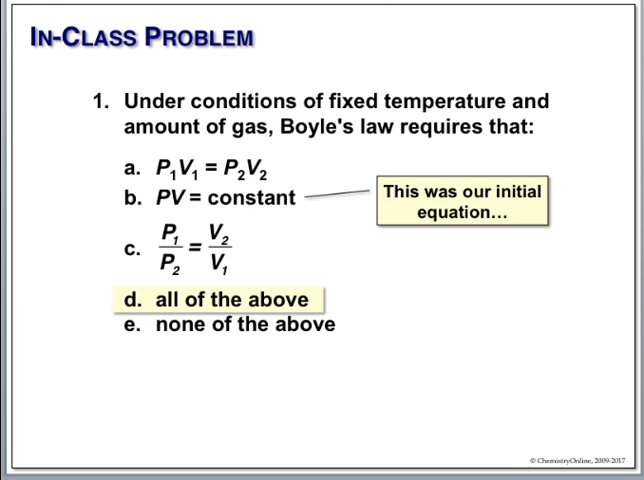 IN-CLASS PROBLEM
1. Under conditions of fixed temperature and
amount of gas, Boyle's law requires that:
a. P₁V₁ = P₂V₂
b. PV = constant
This was our initial
equation…
c. P₁/P₂ = V₂/V₁
d. all of the above
e. none of the above
© ChemistryOnline, 2009-2017